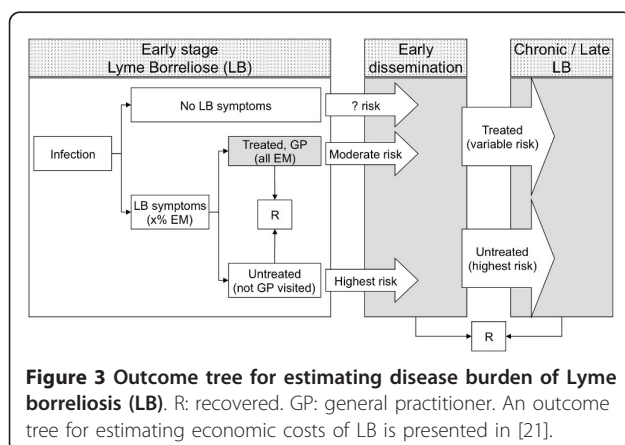 Early stage
Lyme Borreliose (LB)
Early
dissemination
Chronic / Late
LB
No LB symptoms
? risk
Infection
Treated, GP
(all EM)
Moderate risk
Treated
(variable risk)
LB symptoms
(x% EM)
R
Untreated
(not GP visited)
Highest risk
Untreated
(highest risk)
R
Figure 3 Outcome tree for estimating disease burden of Lyme
borreliosis (LB). R: recovered. GP: general practitioner. An outcome
tree for estimating economic costs of LB is presented in [21].